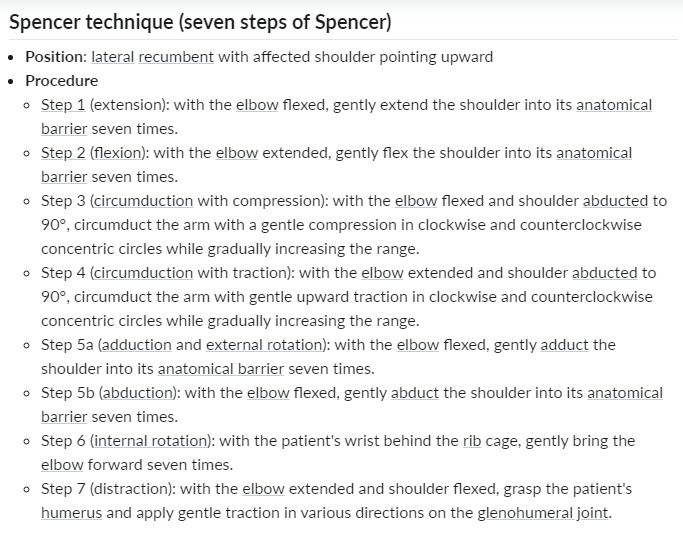 Spencer technique (seven steps of Spencer)
• Position: lateral recumbent with affected shoulder pointing upward
• Procedure
○ Step 1 (extension): with the elbow flexed, gently extend the shoulder into its anatomical
barrier seven times.
○ Step 2 (flexion): with the elbow extended, gently flex the shoulder into its anatomical
barrier seven times.
○ Step 3 (circumduction with compression): with the elbow flexed and shoulder abducted to
90°, circumduct the arm with a gentle compression in clockwise and counterclockwise
concentric circles while gradually increasing the range.
○ Step 4 (circumduction with traction): with the elbow extended and shoulder abducted to
90°, circumduct the arm with gentle upward traction in clockwise and counterclockwise
concentric circles while gradually increasing the range.
○ Step 5a (adduction and external rotation): with the elbow flexed, gently adduct the
shoulder into its anatomical barrier seven times.
○ Step 5b (abduction): with the elbow flexed, gently abduct the shoulder into its anatomical
barrier seven times.
○ Step 6 (internal rotation): with the patient's wrist behind the rib cage, gently bring the
elbow forward seven times.
○ Step 7 (distraction): with the elbow extended and shoulder flexed, grasp the patient's
humerus and apply gentle traction in various directions on the glenohumeral joint.